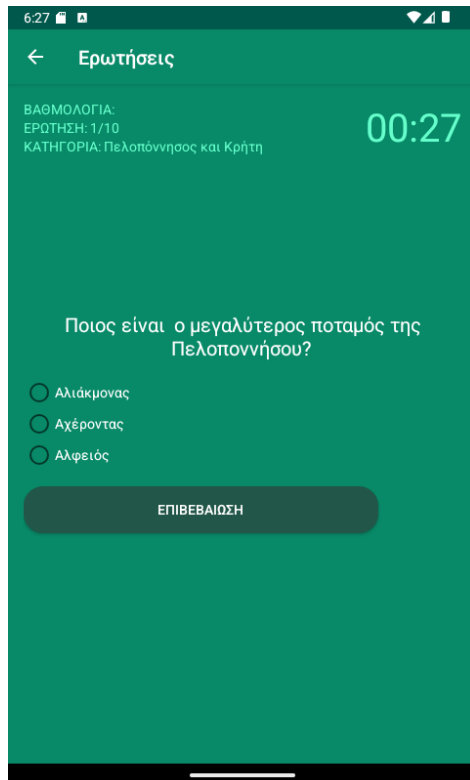 6:27
Ερωτήσεις
ΒΑΘΜΟΛΟΓΙΑ:
ΕΡΩΤΗΣΗ: 1/10
ΚΑΤΗΓΟΡΙΑ: Πελοπόννησος και Κρήτη
00:27
Ποιος είναι  ο μεγαλύτερος ποταμός της
Πελοποννήσου?
Αλιάκμονας
Αχέροντας
Αλφειός
ΕΠΙΒΕΒΑΙΩΣΗ